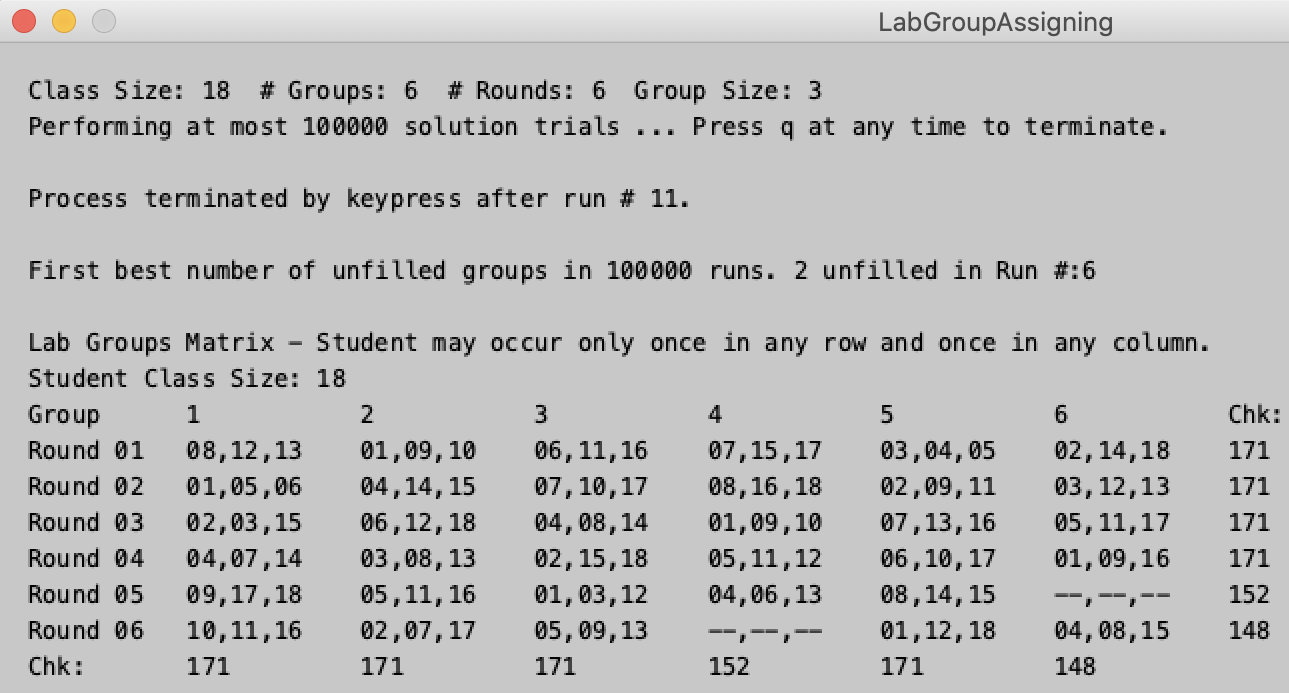 LabGroupAssigning
Class Size: 18  # Groups: 6  # Rounds: 6  Group Size: 3
Performing at most 100000 solution trials ... Press q at any time to terminate.
Process terminated by keypress after run # 11.
First best number of unfilled groups in 100000 runs. 2 unfilled in Run #:6
Lab Groups Matrix – Student may occur only once in any row and once in any column.
Student Class Size: 18
Group      1           2           3           4           5           6           Chk:
Round 01   08,12,13    01,09,10    06,11,16    07,15,17    03,04,05    02,14,18    171
Round 02   01,05,06    04,14,15    07,10,17    08,16,18    02,09,11    03,12,13    171
Round 03   02,03,15    06,12,18    04,08,14    01,09,10    07,13,16    05,11,17    171
Round 04   04,07,14    03,08,13    02,15,18    05,11,12    06,10,17    01,09,16    171
Round 05   09,17,18    05,11,16    01,03,12    04,06,13    08,14,15    --,--,--    152
Round 06   10,11,16    02,07,17    05,09,13    --,--,--    01,12,18    04,08,15    148
Chk:       171         171         171         152         171         148